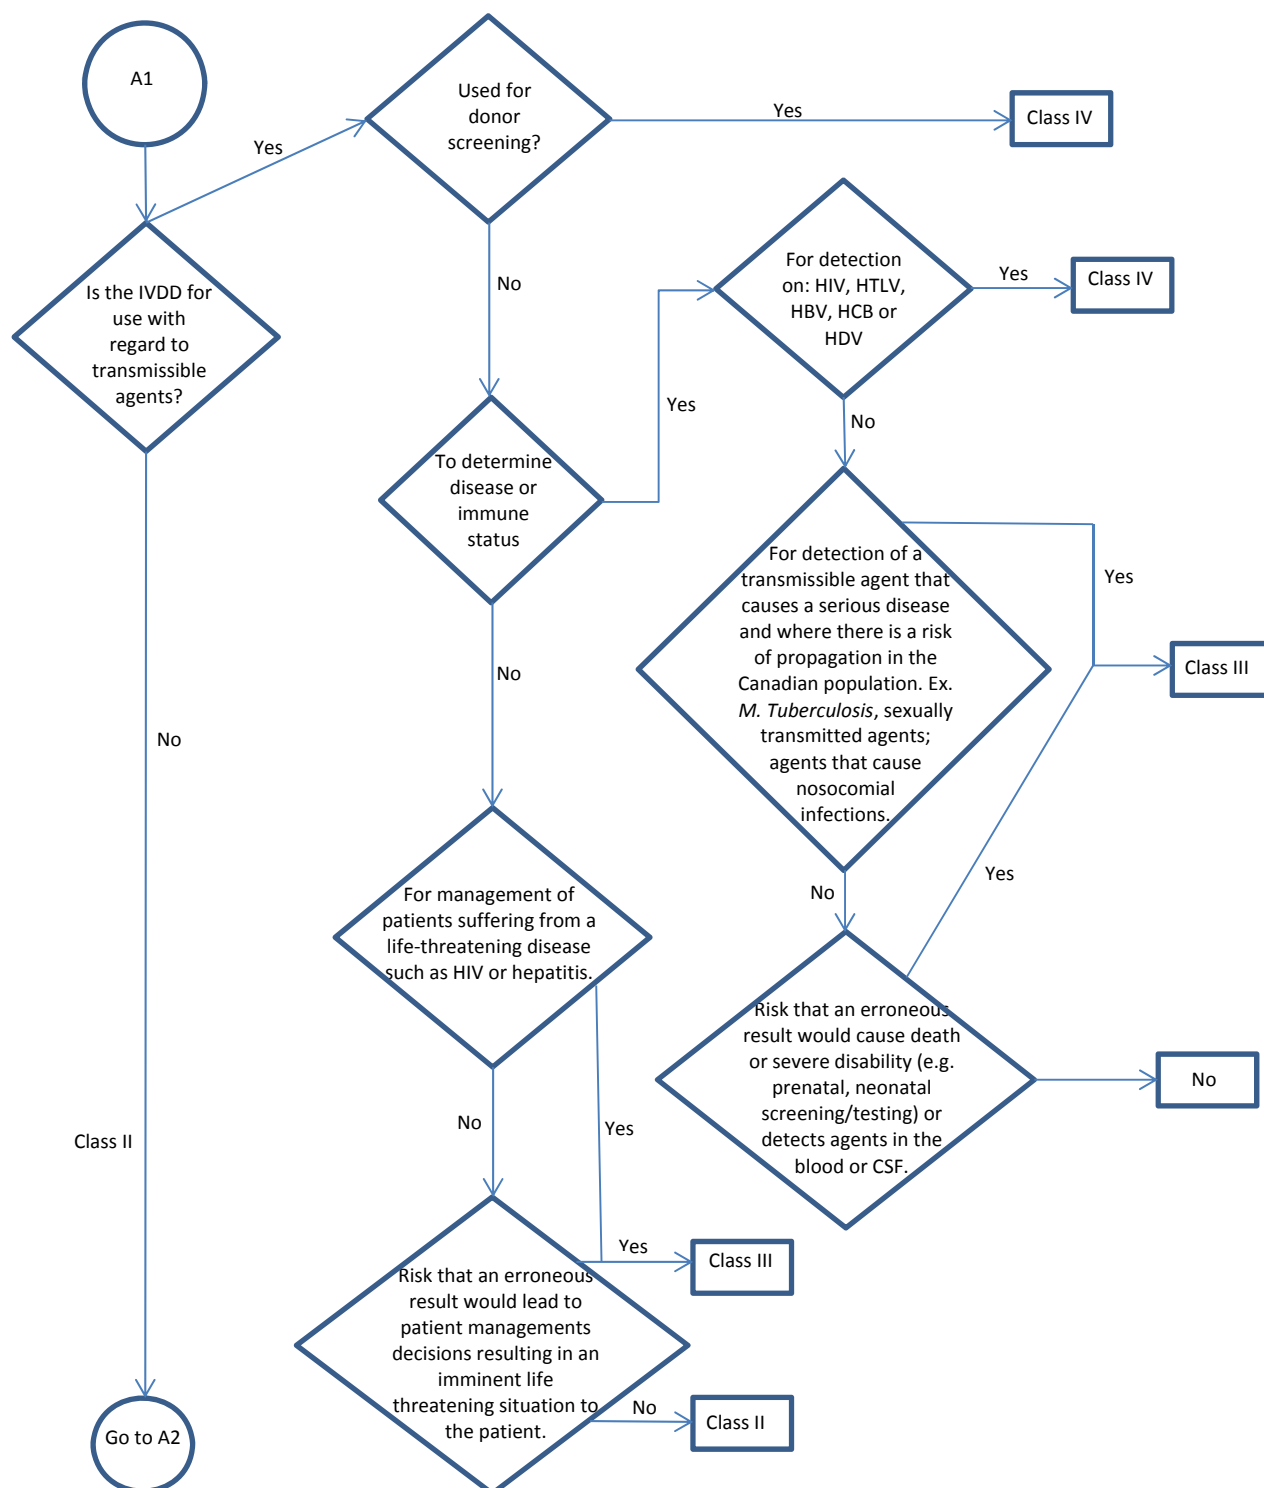 A1
Used for
donor
screening?
Yes
Class IV
Yes
Is the IVDD for
use with
regard to
transmissible
agents?
No
For detection
on: HIV, HTLV,
HBV, HCB or
HDV
Yes
Class IV
Yes
No
To determine
disease or
immune
status
For detection of a
transmissible agent that
causes a serious disease
and where there is a risk
of propagation in the
Canadian population. Ex.
M. Tuberculosis, sexually
transmitted agents;
agents that cause
nosocomial
infections.
Yes
Class III
No
No
For management of
patients suffering from a
life-threatening disease
such as HIV or hepatitis.
No
Yes
Risk that an erroneous
result would cause death
or severe disability (e.g.
prenatal, neonatal
screening/testing) or
detects agents in the
blood or CSF.
No
Class II
No
Yes
Yes
Class III
Risk that an erroneous
result would lead to
patient managements
decisions resulting in an
imminent life
threatening situation to
the patient.
No
Class II
Go to A2